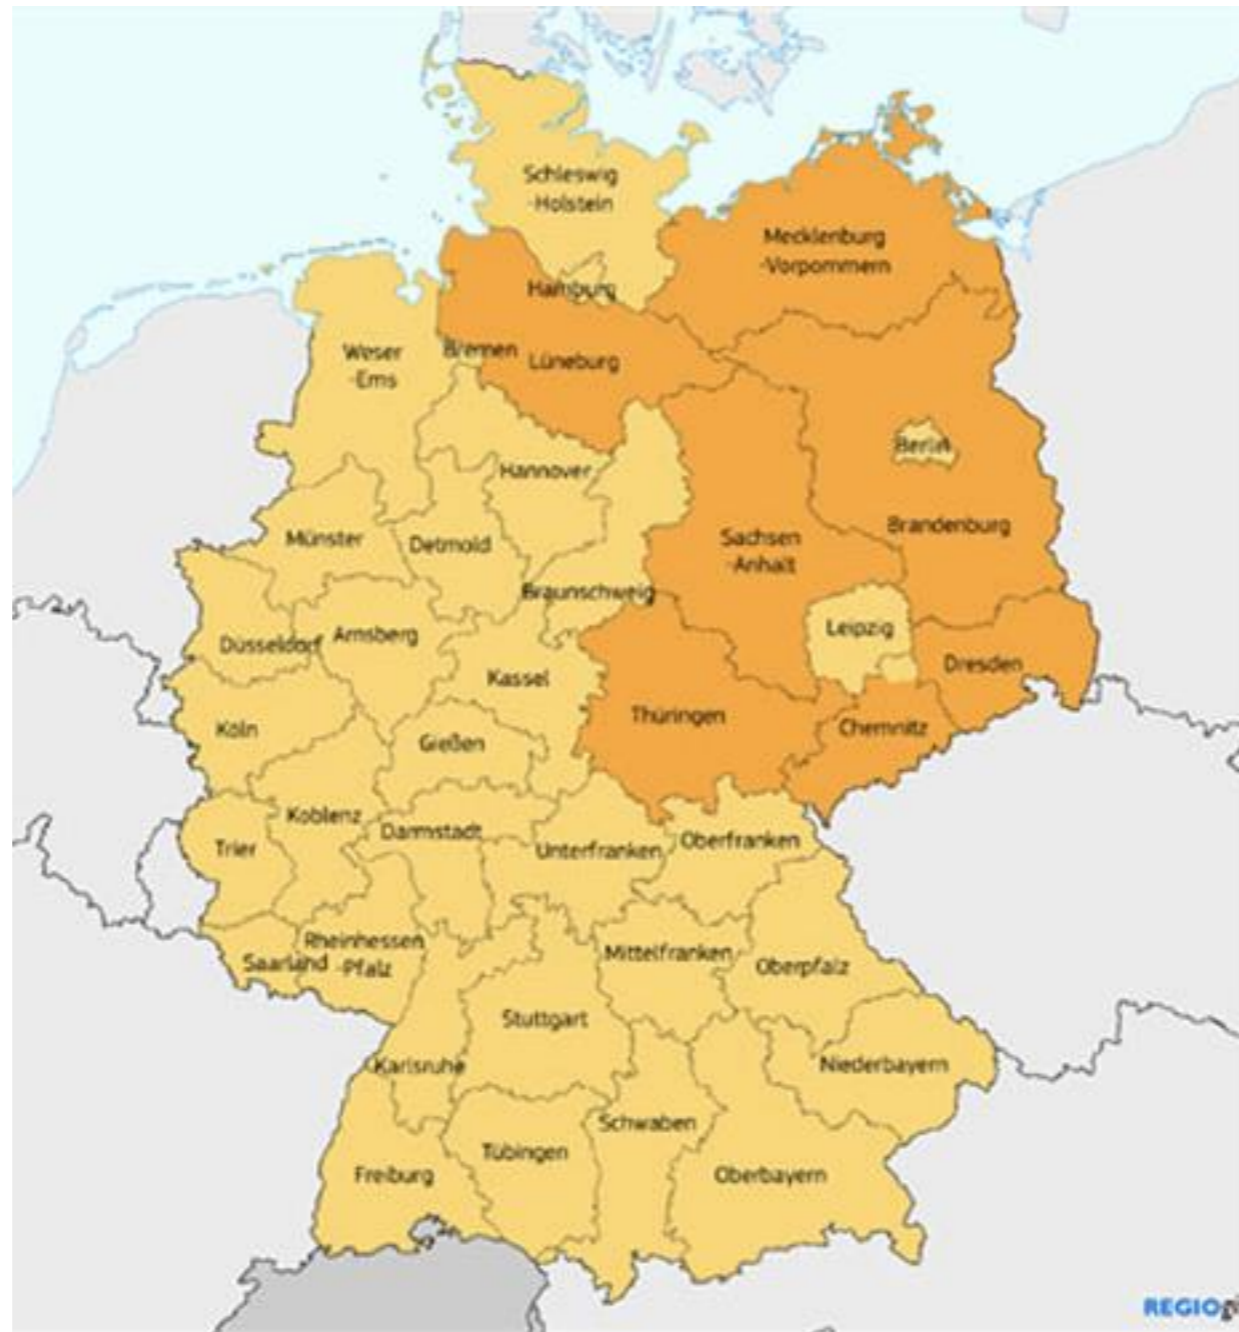 Schleswig
-Holstein
Mecklenburg
-Vorpommern
Hamburg
Bremen
Lüneburg
Weser
-Ems
Berlin
Hannover
Brandenburg
Münster
Detmold
Sachsen
-Anhalt
Braunschweig
Leipzig
Düsseldorf
Arnsberg
Dresden
Kassel
Thüringen
Chemnitz
Köln
Gießen
Koblenz
Darmstadt
Trier
Unterfranken
Oberfranken
Rheinhessen
-Pfalz
Saarland
Mittelfranken
Oberpfalz
Stuttgart
Karlsruhe
Niederbayern
Schwaben
Tübingen
Freiburg
Oberbayern
REGIOgi